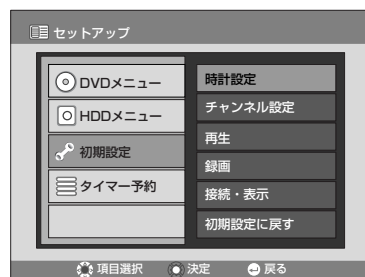 セットアップ
DVDメニュー
HDDメニュー
初期設定
タイマー予約
時計設定
チャンネル設定
再生
録画
接続・表示
初期設定に戻す
項目選択 決定 戻る